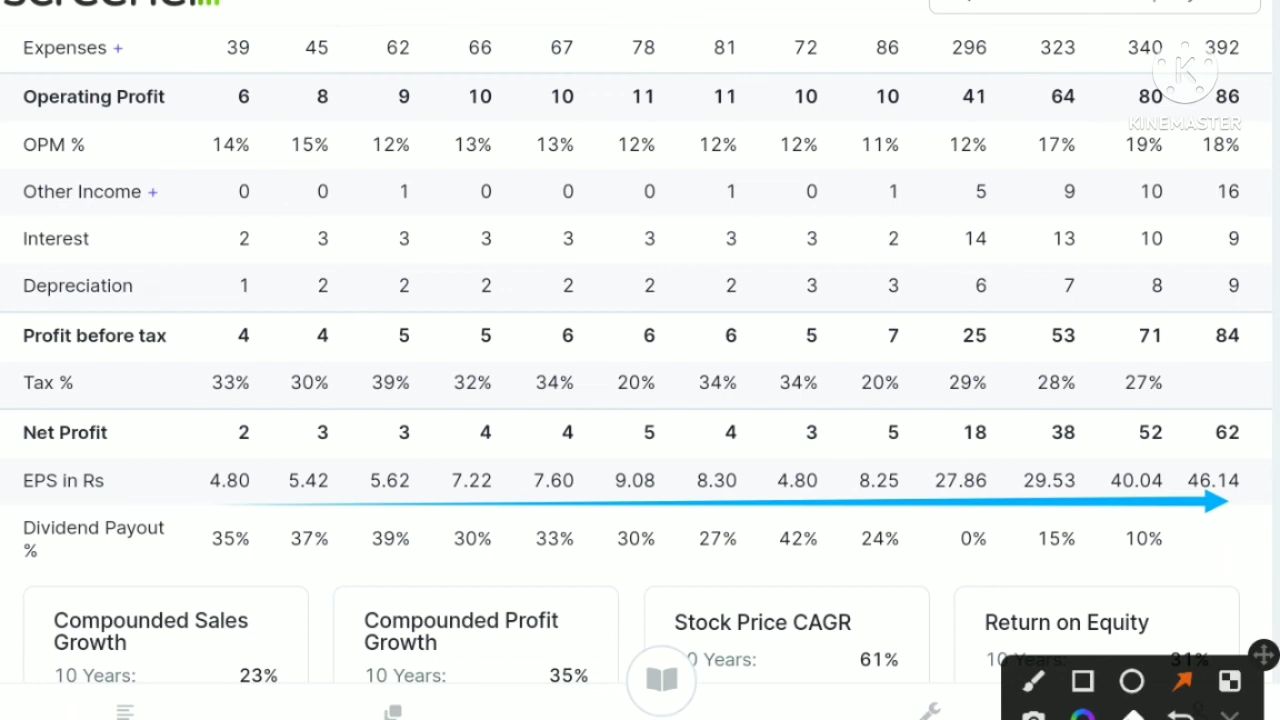 Expenses + 39 45 62 66 67 78 81 72 86 296 323 340 392
KINEMASTER
Operating Profit 6 8 9 10 10 11 11 10 10 41 64 80 86
OPM % 14% 15% 12% 13% 13% 12% 12% 12% 11% 12% 17% 19% 18%
Other Income + 0 0 1 0 0 0 1 0 1 5 9 10 16
Interest 2 3 3 3 3 3 3 3 2 14 13 10 9
Depreciation 1 2 2 2 2 2 2 3 3 6 7 8 9
Profit before tax 4 4 5 5 6 6 6 5 7 25 53 71 84
Tax % 33% 30% 39% 32% 34% 20% 34% 34% 20% 29% 28% 27%
Net Profit 2 3 3 4 4 5 4 3 5 18 38 52 62
EPS in Rs 4.80 5.42 5.62 7.22 7.60 9.08 8.30 4.80 8.25 27.86 29.53 40.04 46.14
Dividend Payout
% 35% 37% 39% 30% 33% 30% 27% 42% 24% 0% 15% 10%
Compounded Sales
Growth
10 Years: 23%
Compounded Profit
Growth
10 Years: 35%
Stock Price CAGR
0 Years: 61%
Return on Equity
10 Years: 31%